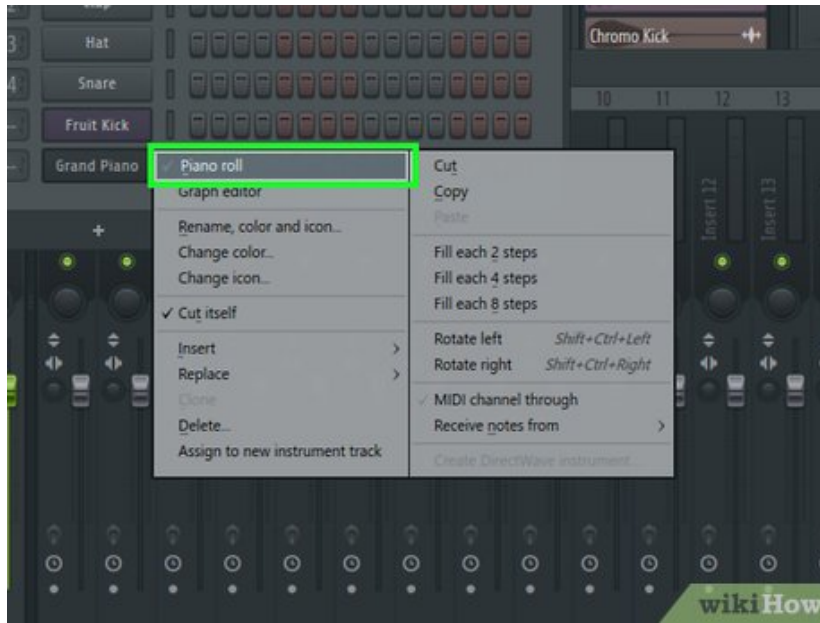 3
Hat
Chromo Kick
4
Snare
10 11 12 13
Fruit Kick
Grand Piano
Piano roll
Graph editor
Rename, color and icon...
Change color...
Change icon...
Cut itself
Insert
Replace
Clone
Delete...
Assign to new instrument track
Cut
Copy
Paste
Fill each 2 steps
Fill each 4 steps
Fill each 8 steps
Rotate left Shift+Ctrl+Left
Rotate right Shift+Ctrl+Right
MIDI channel through
Receive notes from
Create DirectWave instrument...
Insert 12
Insert 13
wikiHow